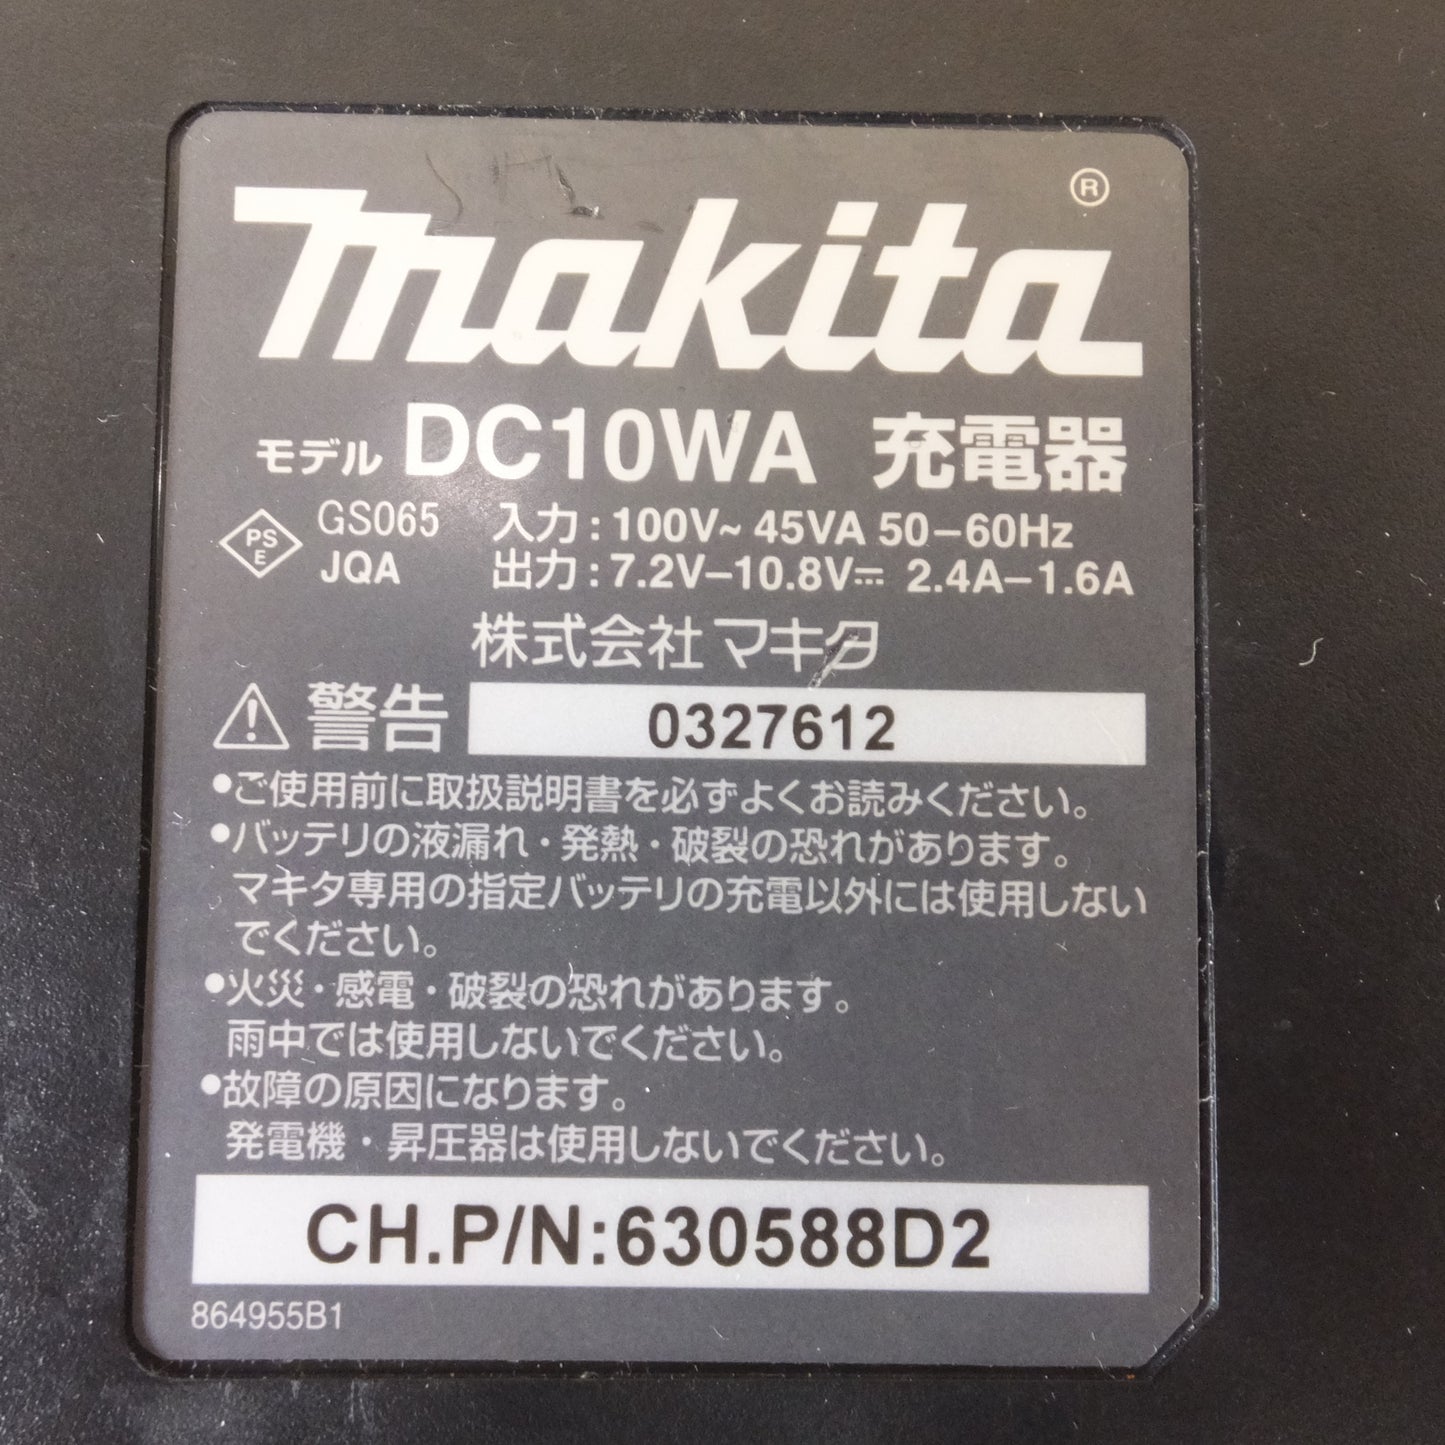 makita®
モデル DC10WA 充電器
PSE GS065 入力:100V~ 45VA 50-60Hz
JQA 出力:7.2V-10.8V⎓ 2.4A-1.6A
株式会社マキタ
⚠警告 0327612
•ご使用前に取扱説明書を必ずよくお読みください。
•バッテリの液漏れ・発熱・破裂の恐れがあります。
マキタ専用の指定バッテリの充電以外には使用しない
でください。
•火災・感電・破裂の恐れがあります。
雨中では使用しないでください。
•故障の原因になります。
発電機・昇圧器は使用しないでください。
CH.P/N:630588D2
864955B1